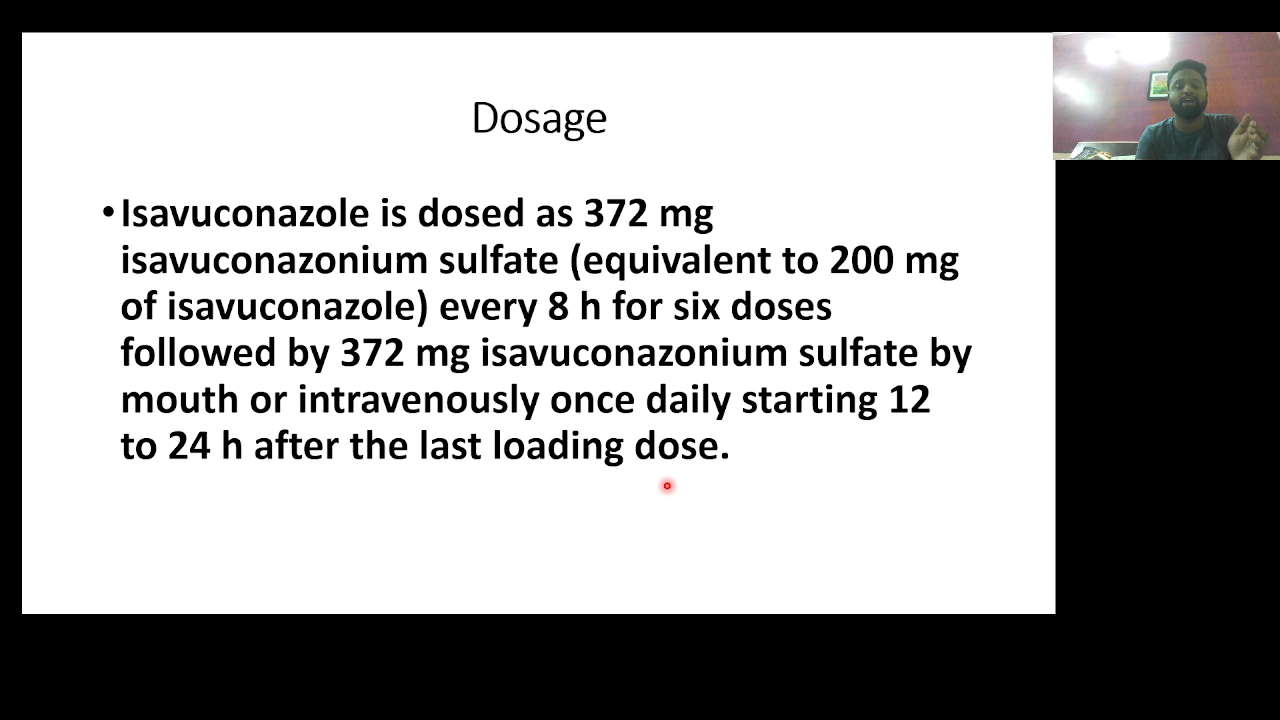 Dosage
•Isavuconazole is dosed as 372 mg
isavuconazonium sulfate (equivalent to 200 mg
of isavuconazole) every 8 h for six doses
followed by 372 mg isavuconazonium sulfate by
mouth or intravenously once daily starting 12
to 24 h after the last loading dose.